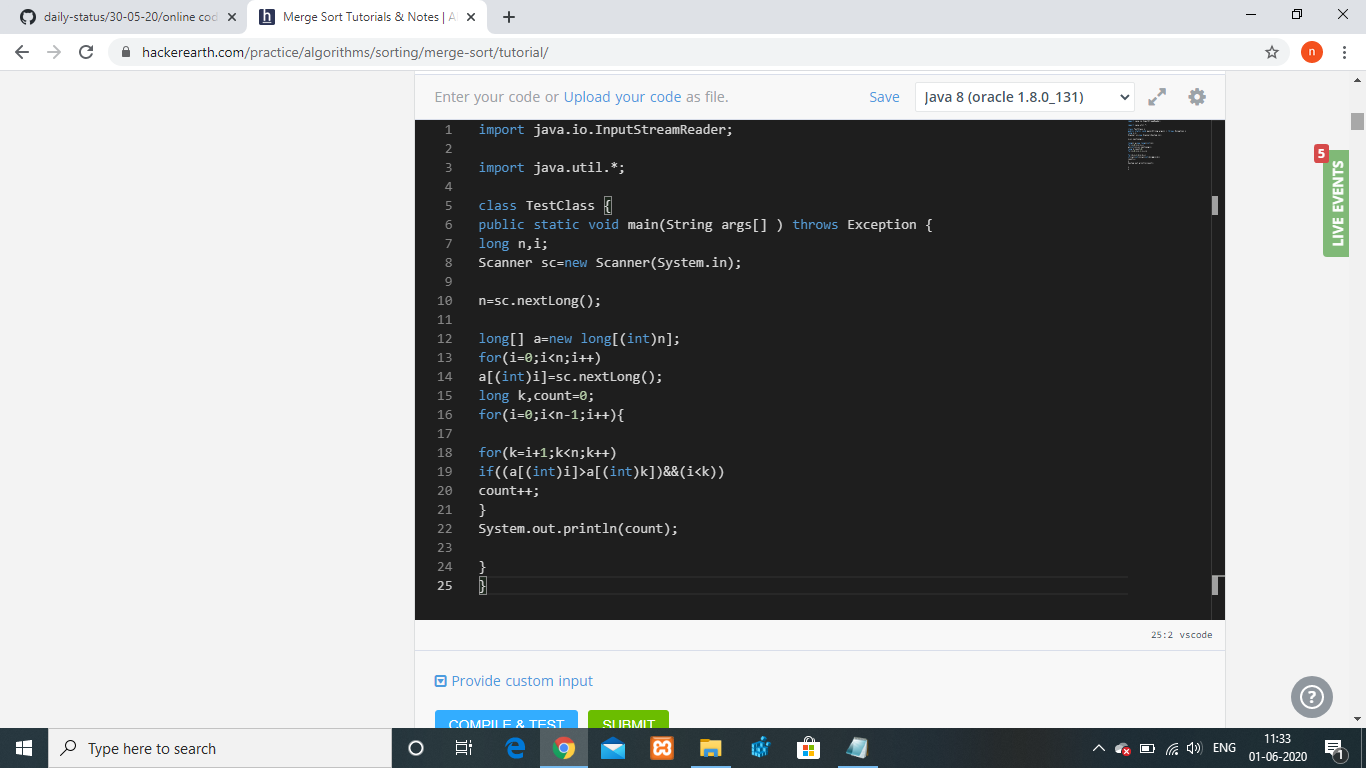 daily-status/30-05-20/online cod
Merge Sort Tutorials & Notes | Al
hackerearth.com/practice/algorithms/sorting/merge-sort/tutorial/
n
Enter your code or Upload your code as file.
Save
Java 8 (oracle 1.8.0_131)
1 import java.io.InputStreamReader;
2
3 import java.util.*;
4
5 class TestClass {
6 public static void main(String args[] ) throws Exception {
7 long n,i;
8 Scanner sc=new Scanner(System.in);
9
10 n=sc.nextLong();
11
12 long[] a=new long[(int)n];
13 for(i=0;i<n;i++)
14 a[(int)i]=sc.nextLong();
15 long k,count=0;
16 for(i=0;i<n-1;i++){
17
18 for(k=i+1;k<n;k++)
19 if((a[(int)i]>a[(int)k])&&(i<k))
20 count++;
21 }
22 System.out.println(count);
23
24 }
25 }
5
LIVE EVENTS
25:2 vscode
Provide custom input
COMPILE & TEST
SUBMIT
?
Type here to search
ENG
11:33
01-06-2020
1